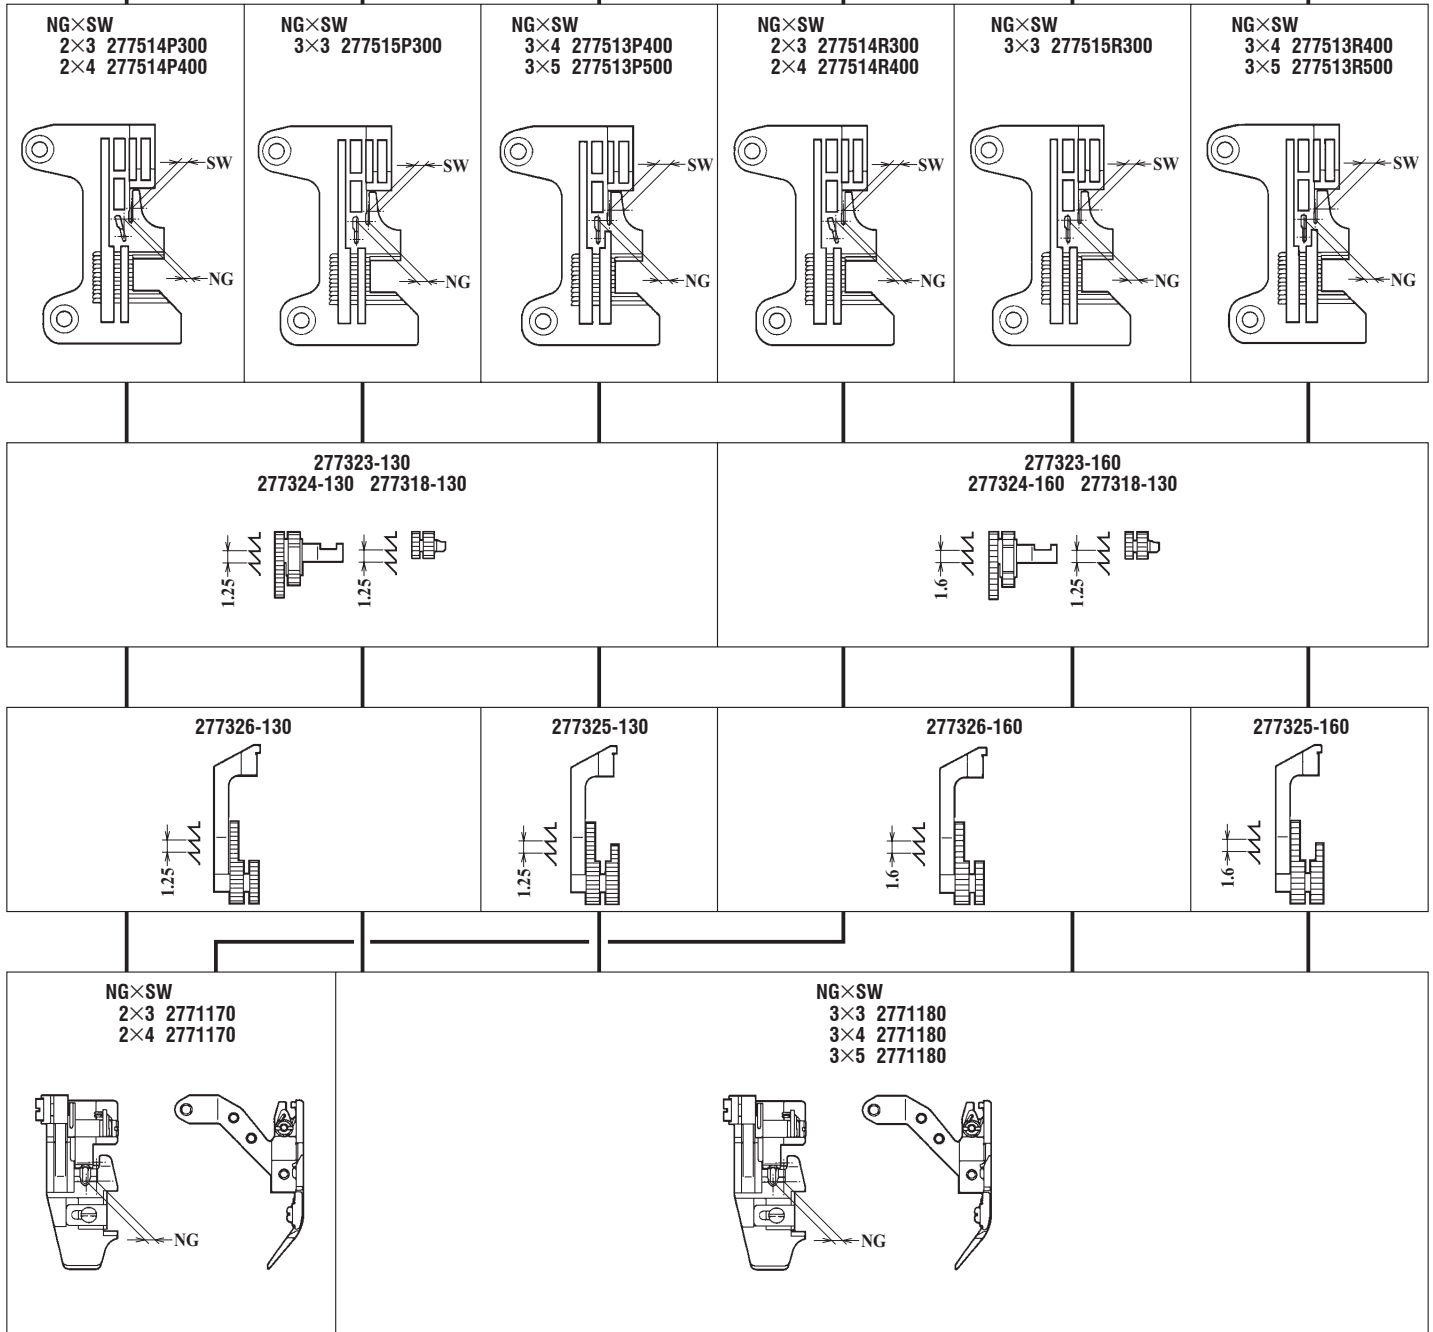 NG×SW
2×3 277514P300
2×4 277514P400
SW
NG
NG×SW
3×3 277515P300
SW
NG
NG×SW
3×4 277513P400
3×5 277513P500
SW
NG
NG×SW
2×3 277514R300
2×4 277514R400
SW
NG
NG×SW
3×3 277515R300
SW
NG
NG×SW
3×4 277513R400
3×5 277513R500
SW
NG
277323-130
277324-130 277318-130
1.25
1.25
277323-160
277324-160 277318-130
1.6
1.25
277326-130
1.25
277325-130
1.25
277326-160
1.6
277325-160
1.6
NG×SW
2×3 2771170
2×4 2771170
NG
NG×SW
3×3 2771180
3×4 2771180
3×5 2771180
NG